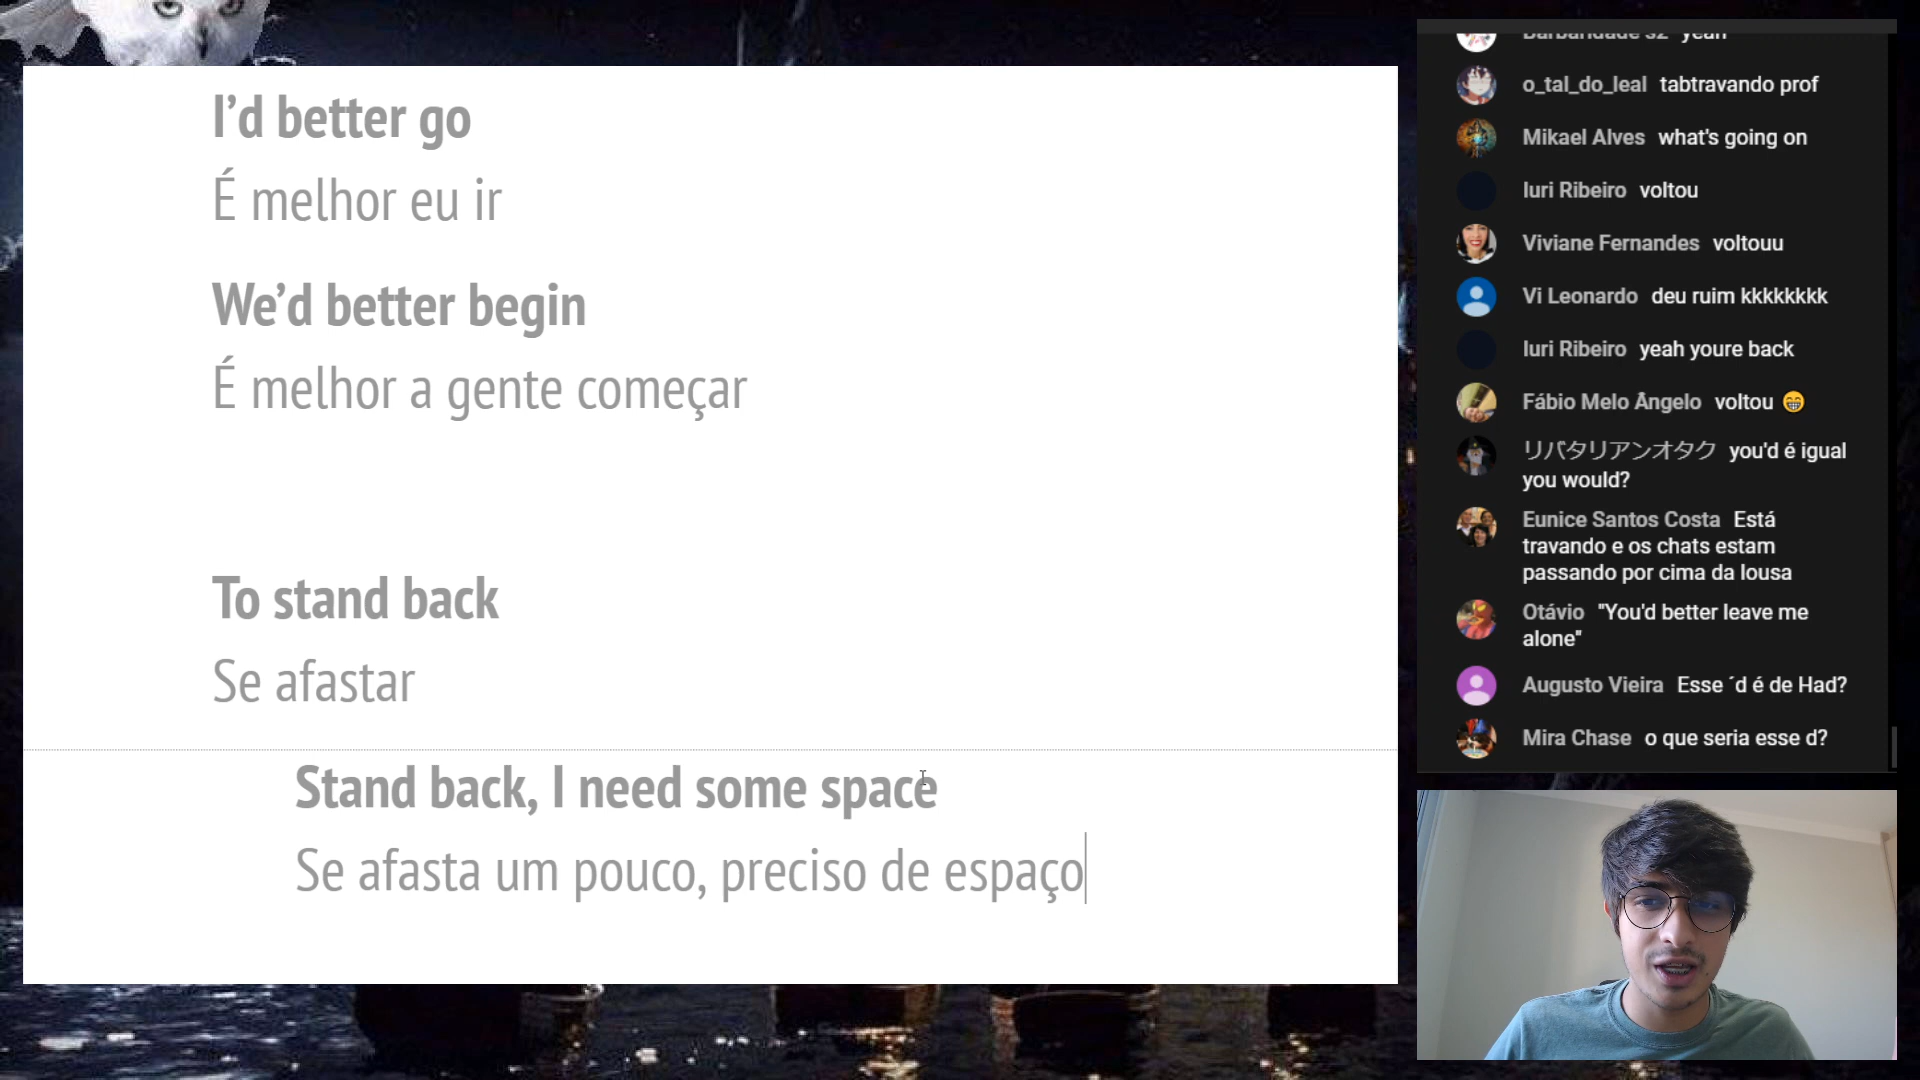 I’d better go
É melhor eu ir
We’d better begin
É melhor a gente começar
To stand back
Se afastar
Stand back, I need some space
Se afasta um pouco, preciso de espaço
Barbaridade s2 yeah
o_tal_do_leal tabtravando prof
Mikael Alves what's going on
Iuri Ribeiro voltou
Viviane Fernandes voltouu
Vi Leonardo deu ruim kkkkkkkk
Iuri Ribeiro yeah youre back
Fábio Melo Ângelo voltou 😁
リバタリアンオタク you'd é igual
you would?
Eunice Santos Costa Está
travando e os chats estam
passando por cima da lousa
Otávio "You'd better leave me
alone"
Augusto Vieira Esse ´d é de Had?
Mira Chase o que seria esse d?